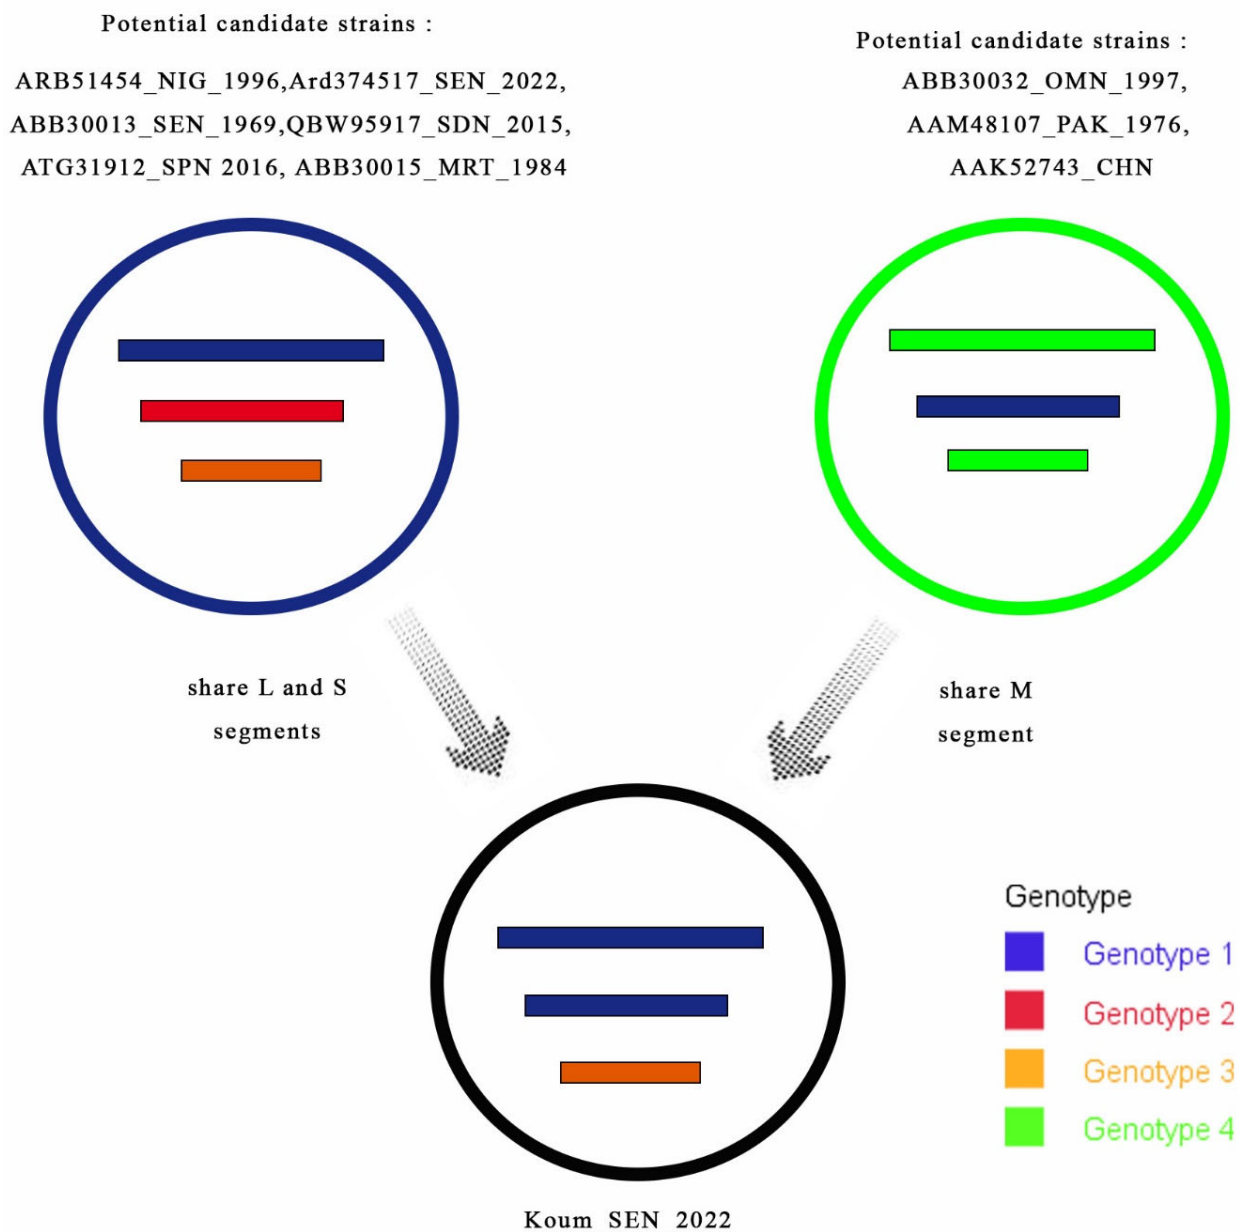 Potential candidate strains :
ARB51454_NIG_1996,Ard374517_SEN_2022,
ABB30013_SEN_1969,QBW95917_SDN_2015,
ATG31912_SPN 2016, ABB30015_MRT_1984
Potential candidate strains :
ABB30032_OMN_1997,
AAM48107_PAK_1976,
AAK52743_CHN
share L and S
segments
share M
segment
Genotype
Genotype 1
Genotype 2
Genotype 3
Genotype 4
Koum SEN 2022